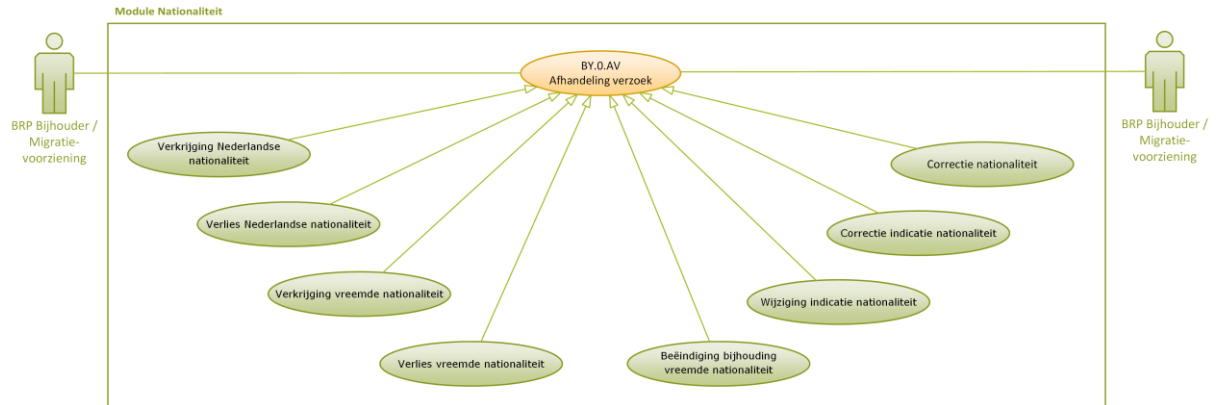 Module Nationaliteit
BY.0.AV
Afhandeling verzoek
BRP Bijhouder /
Migratie-
voorziening
BRP Bijhouder /
Migratie-
voorziening
Verkrijging Nederlandse
nationaliteit
Correctie nationaliteit
Verlies Nederlandse nationaliteit
Correctie indicatie nationaliteit
Verkrijging vreemde nationaliteit
Wijziging indicatie nationaliteit
Verlies vreemde nationaliteit
Beëindiging bijhouding
vreemde nationaliteit